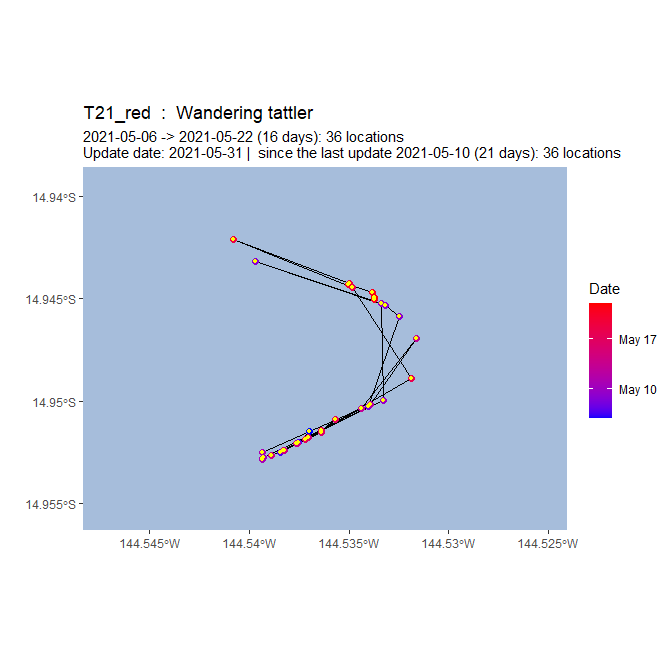 T21_red : Wandering tattler
2021-05-06 -> 2021-05-22 (16 days): 36 locations
Update date: 2021-05-31 | since the last update 2021-05-10 (21 days): 36 locations
14.94°S
14.945°S
14.95°S
14.955°S
144.545°W 144.54°W 144.535°W 144.53°W 144.525°W
Date
May 17
May 10